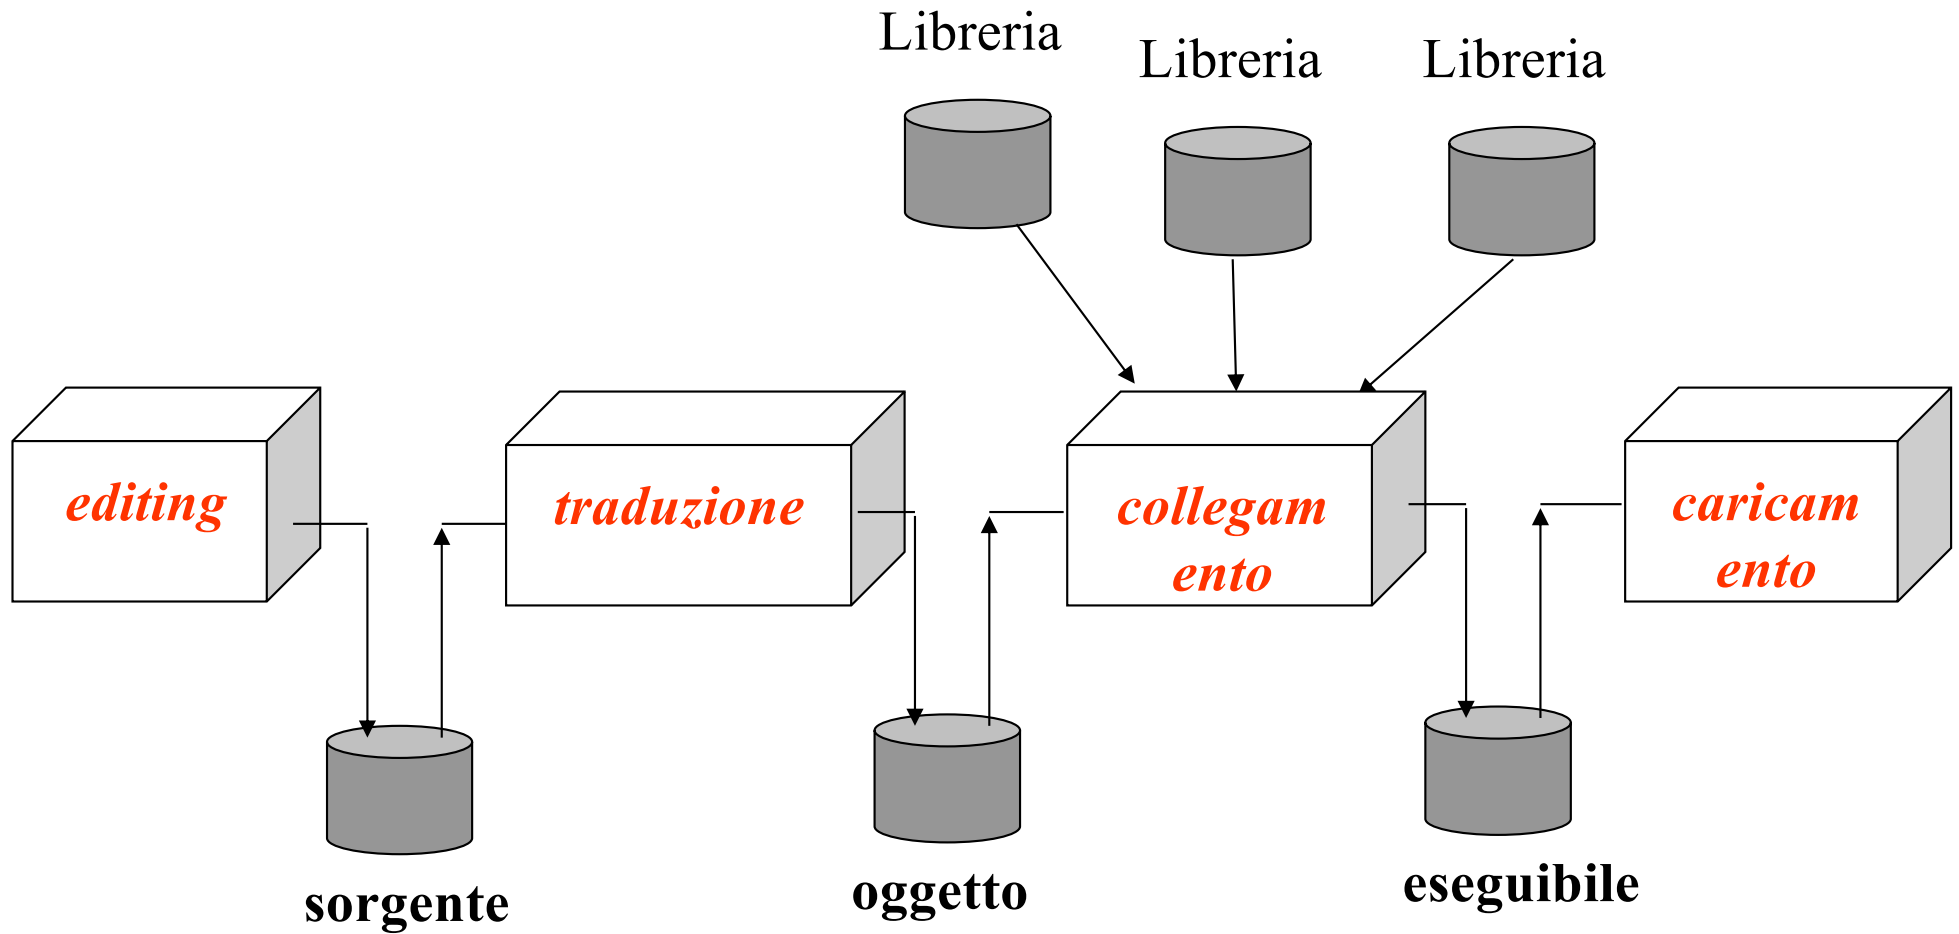 Libreria
Libreria
Libreria
editing
traduzione
collegam
ento
caricam
ento
sorgente
oggetto
eseguibile